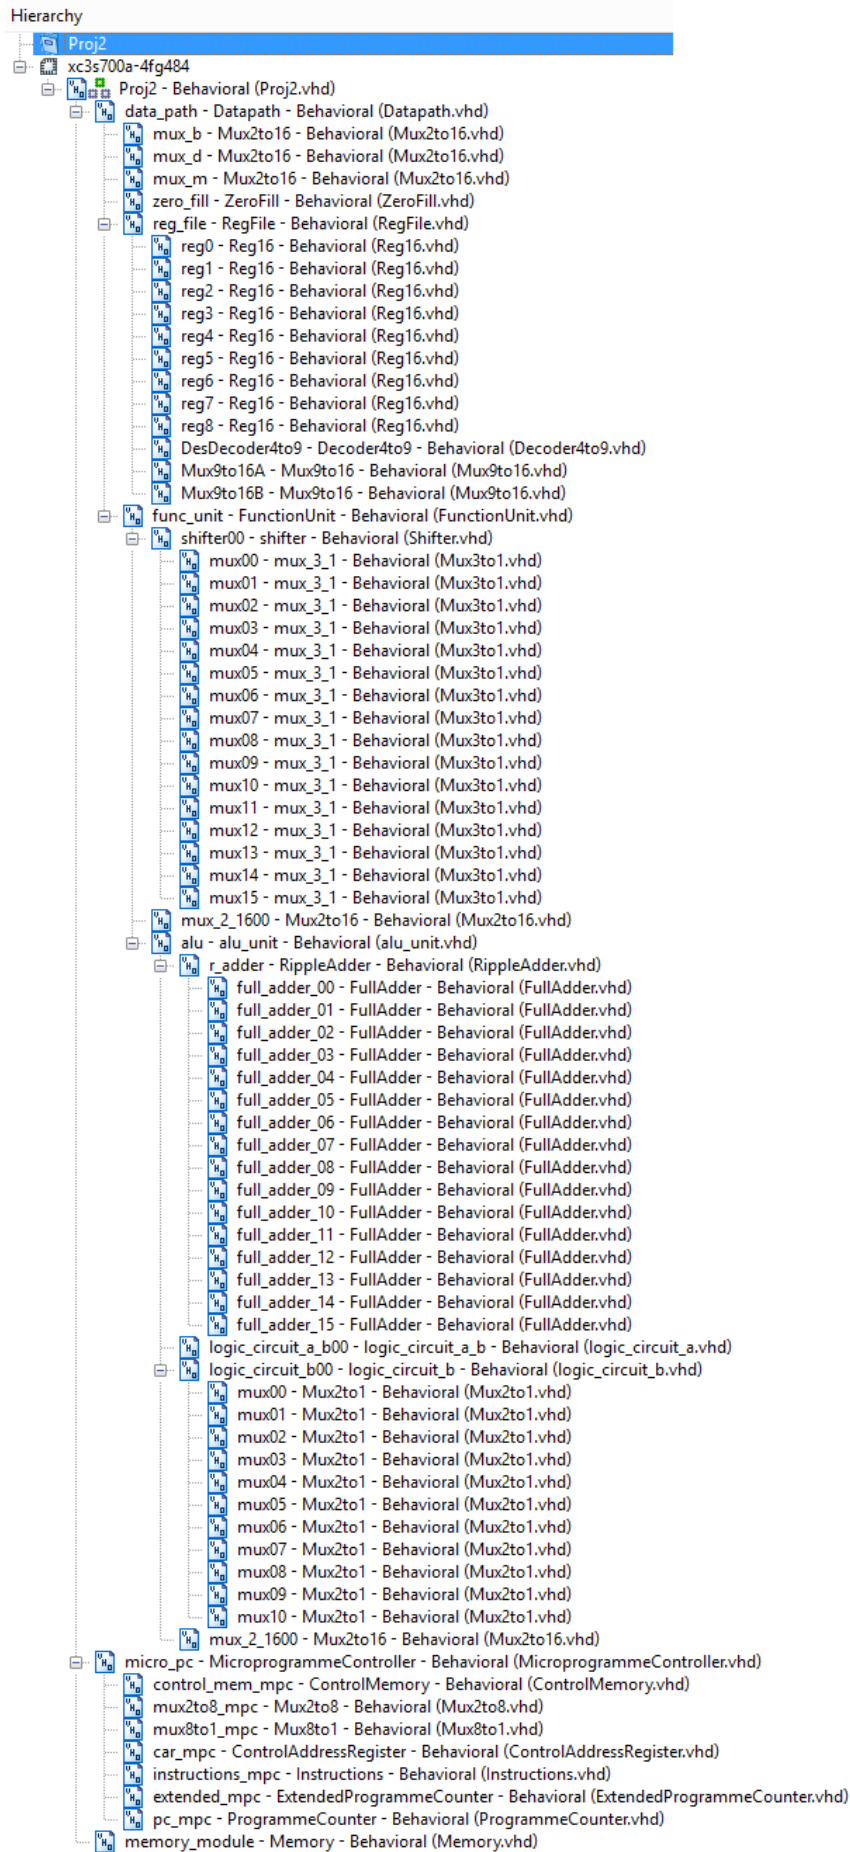 Hierarchy
Proj2
xc3s700a-4fg484
Proj2 - Behavioral (Proj2.vhd)
data_path - Datapath - Behavioral (Datapath.vhd)
mux_b - Mux2to16 - Behavioral (Mux2to16.vhd)
mux_d - Mux2to16 - Behavioral (Mux2to16.vhd)
mux_m - Mux2to16 - Behavioral (Mux2to16.vhd)
zero_fill - ZeroFill - Behavioral (ZeroFill.vhd)
reg_file - RegFile - Behavioral (RegFile.vhd)
reg0 - Reg16 - Behavioral (Reg16.vhd)
reg1 - Reg16 - Behavioral (Reg16.vhd)
reg2 - Reg16 - Behavioral (Reg16.vhd)
reg3 - Reg16 - Behavioral (Reg16.vhd)
reg4 - Reg16 - Behavioral (Reg16.vhd)
reg5 - Reg16 - Behavioral (Reg16.vhd)
reg6 - Reg16 - Behavioral (Reg16.vhd)
reg7 - Reg16 - Behavioral (Reg16.vhd)
reg8 - Reg16 - Behavioral (Reg16.vhd)
DesDecoder4to9 - Decoder4to9 - Behavioral (Decoder4to9.vhd)
Mux9to16A - Mux9to16 - Behavioral (Mux9to16.vhd)
Mux9to16B - Mux9to16 - Behavioral (Mux9to16.vhd)
func_unit - FunctionUnit - Behavioral (FunctionUnit.vhd)
shifter00 - shifter - Behavioral (Shifter.vhd)
mux00 - mux_3_1 - Behavioral (Mux3to1.vhd)
mux01 - mux_3_1 - Behavioral (Mux3to1.vhd)
mux02 - mux_3_1 - Behavioral (Mux3to1.vhd)
mux03 - mux_3_1 - Behavioral (Mux3to1.vhd)
mux04 - mux_3_1 - Behavioral (Mux3to1.vhd)
mux05 - mux_3_1 - Behavioral (Mux3to1.vhd)
mux06 - mux_3_1 - Behavioral (Mux3to1.vhd)
mux07 - mux_3_1 - Behavioral (Mux3to1.vhd)
mux08 - mux_3_1 - Behavioral (Mux3to1.vhd)
mux09 - mux_3_1 - Behavioral (Mux3to1.vhd)
mux10 - mux_3_1 - Behavioral (Mux3to1.vhd)
mux11 - mux_3_1 - Behavioral (Mux3to1.vhd)
mux12 - mux_3_1 - Behavioral (Mux3to1.vhd)
mux13 - mux_3_1 - Behavioral (Mux3to1.vhd)
mux14 - mux_3_1 - Behavioral (Mux3to1.vhd)
mux15 - mux_3_1 - Behavioral (Mux3to1.vhd)
mux_2_1600 - Mux2to16 - Behavioral (Mux2to16.vhd)
alu - alu_unit - Behavioral (alu_unit.vhd)
r_adder - RippleAdder - Behavioral (RippleAdder.vhd)
full_adder_00 - FullAdder - Behavioral (FullAdder.vhd)
full_adder_01 - FullAdder - Behavioral (FullAdder.vhd)
full_adder_02 - FullAdder - Behavioral (FullAdder.vhd)
full_adder_03 - FullAdder - Behavioral (FullAdder.vhd)
full_adder_04 - FullAdder - Behavioral (FullAdder.vhd)
full_adder_05 - FullAdder - Behavioral (FullAdder.vhd)
full_adder_06 - FullAdder - Behavioral (FullAdder.vhd)
full_adder_07 - FullAdder - Behavioral (FullAdder.vhd)
full_adder_08 - FullAdder - Behavioral (FullAdder.vhd)
full_adder_09 - FullAdder - Behavioral (FullAdder.vhd)
full_adder_10 - FullAdder - Behavioral (FullAdder.vhd)
full_adder_11 - FullAdder - Behavioral (FullAdder.vhd)
full_adder_12 - FullAdder - Behavioral (FullAdder.vhd)
full_adder_13 - FullAdder - Behavioral (FullAdder.vhd)
full_adder_14 - FullAdder - Behavioral (FullAdder.vhd)
full_adder_15 - FullAdder - Behavioral (FullAdder.vhd)
logic_circuit_a_b00 - logic_circuit_a_b - Behavioral (logic_circuit_a.vhd)
logic_circuit_b00 - logic_circuit_b - Behavioral (logic_circuit_b.vhd)
mux00 - Mux2to1 - Behavioral (Mux2to1.vhd)
mux01 - Mux2to1 - Behavioral (Mux2to1.vhd)
mux02 - Mux2to1 - Behavioral (Mux2to1.vhd)
mux03 - Mux2to1 - Behavioral (Mux2to1.vhd)
mux04 - Mux2to1 - Behavioral (Mux2to1.vhd)
mux05 - Mux2to1 - Behavioral (Mux2to1.vhd)
mux06 - Mux2to1 - Behavioral (Mux2to1.vhd)
mux07 - Mux2to1 - Behavioral (Mux2to1.vhd)
mux08 - Mux2to1 - Behavioral (Mux2to1.vhd)
mux09 - Mux2to1 - Behavioral (Mux2to1.vhd)
mux10 - Mux2to1 - Behavioral (Mux2to1.vhd)
mux_2_1600 - Mux2to16 - Behavioral (Mux2to16.vhd)
micro_pc - MicroprogrammeController - Behavioral (MicroprogrammeController.vhd)
control_mem_mpc - ControlMemory - Behavioral (ControlMemory.vhd)
mux2to8_mpc - Mux2to8 - Behavioral (Mux2to8.vhd)
mux8to1_mpc - Mux8to1 - Behavioral (Mux8to1.vhd)
car_mpc - ControlAddressRegister - Behavioral (ControlAddressRegister.vhd)
instructions_mpc - Instructions - Behavioral (Instructions.vhd)
extended_mpc - ExtendedProgrammeCounter - Behavioral (ExtendedProgrammeCounter.vhd)
pc_mpc - ProgrammeCounter - Behavioral (ProgrammeCounter.vhd)
memory_module - Memory - Behavioral (Memory.vhd)